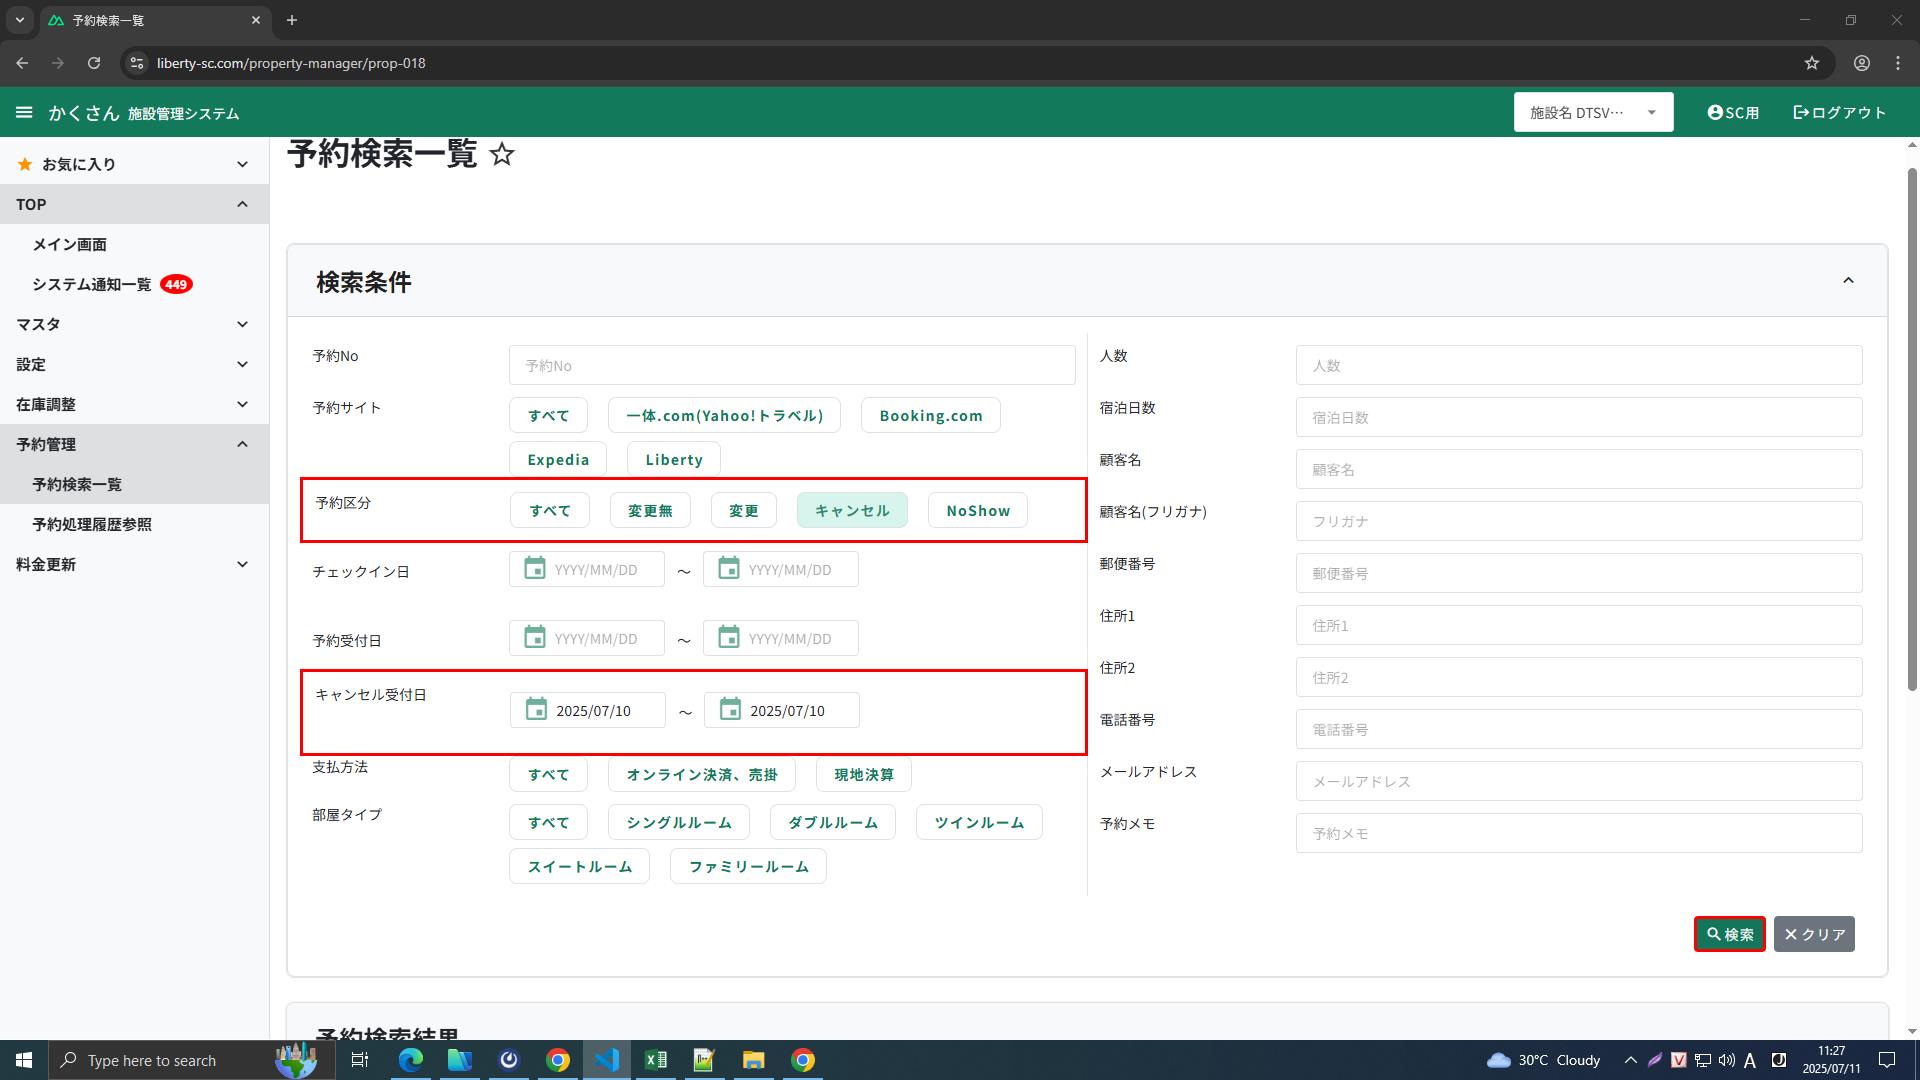 予約検索一覧
liberty-sc.com/property-manager/prop-018
かくさん 施設管理システム
施設名 DTSV…
SC用
ログアウト
お気に入り
TOP
メイン画面
システム通知一覧 449
マスタ
設定
在庫調整
予約管理
予約検索一覧
予約処理履歴参照
料金更新
予約検索一覧
検索条件
予約No
予約No
予約サイト
すべて 一体.com(Yahoo!トラベル) Booking.com
Expedia Liberty
予約区分
すべて 変更無 変更 キャンセル NoShow
チェックイン日
YYYY/MM/DD ～ YYYY/MM/DD
予約受付日
YYYY/MM/DD ～ YYYY/MM/DD
キャンセル受付日
2025/07/10 ～ 2025/07/10
支払方法
すべて オンライン決済、売掛 現地決算
部屋タイプ
すべて シングルルーム ダブルルーム ツインルーム
スイートルーム ファミリールーム
人数
人数
宿泊日数
宿泊日数
顧客名
顧客名
顧客名(フリガナ)
フリガナ
郵便番号
郵便番号
住所1
住所1
住所2
住所2
電話番号
電話番号
メールアドレス
メールアドレス
予約メモ
予約メモ
検索
クリア
予約検索結果
Type here to search
30°C Cloudy
A
11:27
2025/07/11